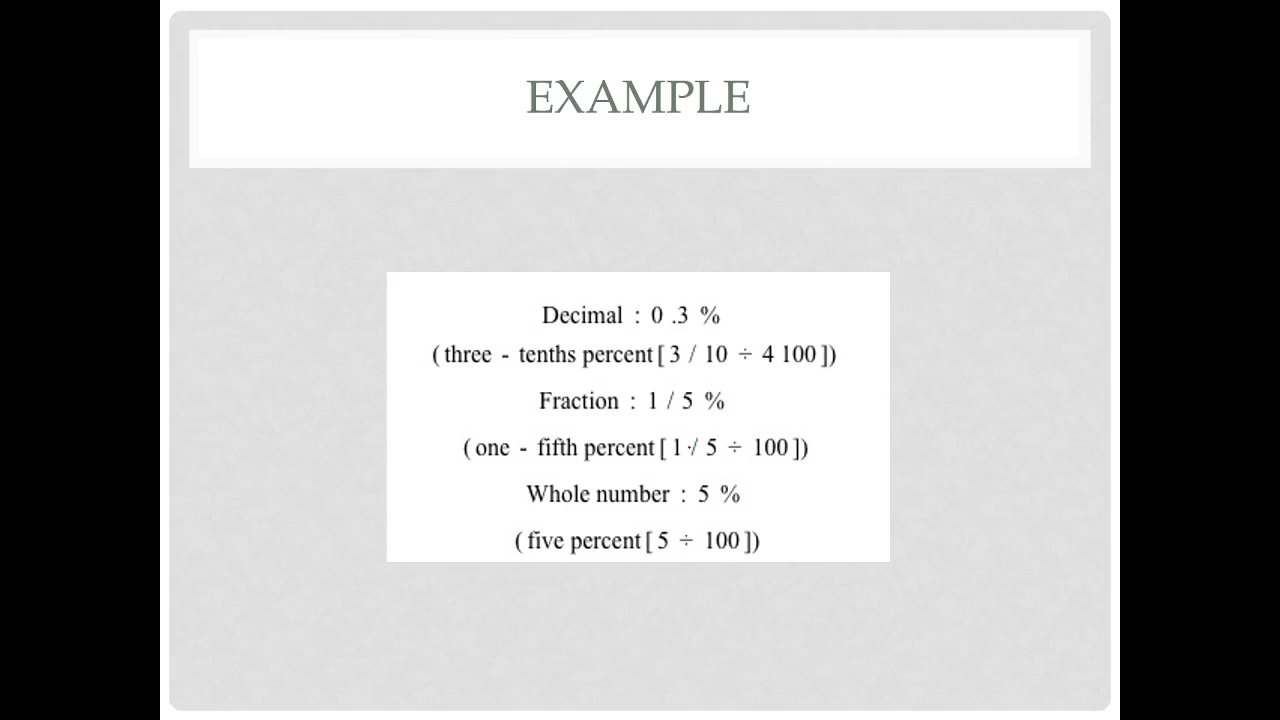 EXAMPLE
Decimal : 0 .3 %
( three - tenths percent [ 3 / 10 ÷ 4 100 ])
Fraction : 1 / 5 %
( one - fifth percent [ 1 / 5 ÷ 100 ])
Whole number : 5 %
( five percent [ 5 ÷ 100 ])